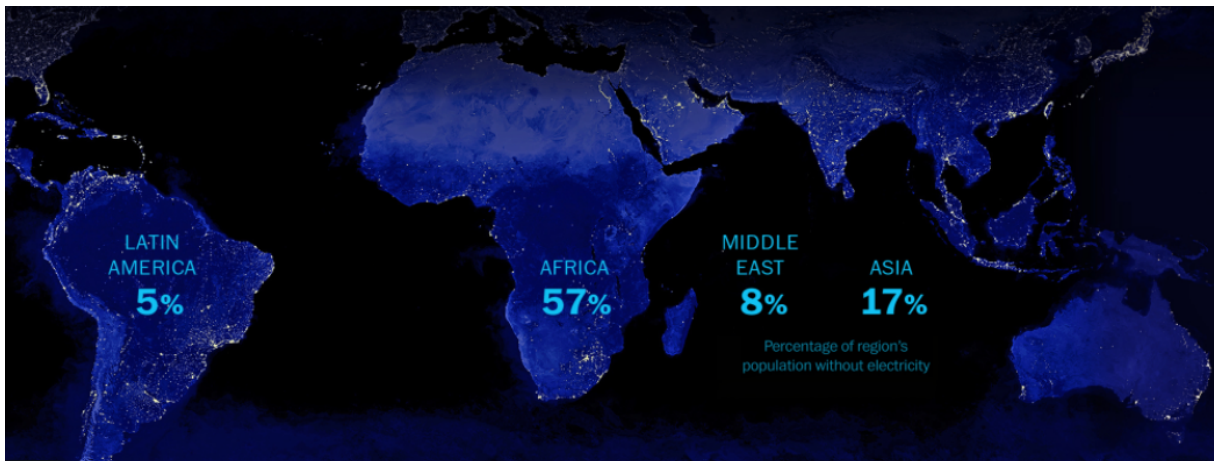 LATIN
AMERICA
5%
AFRICA
57%
MIDDLE
EAST
8%
ASIA
17%
Percentage of region's
population without electricity